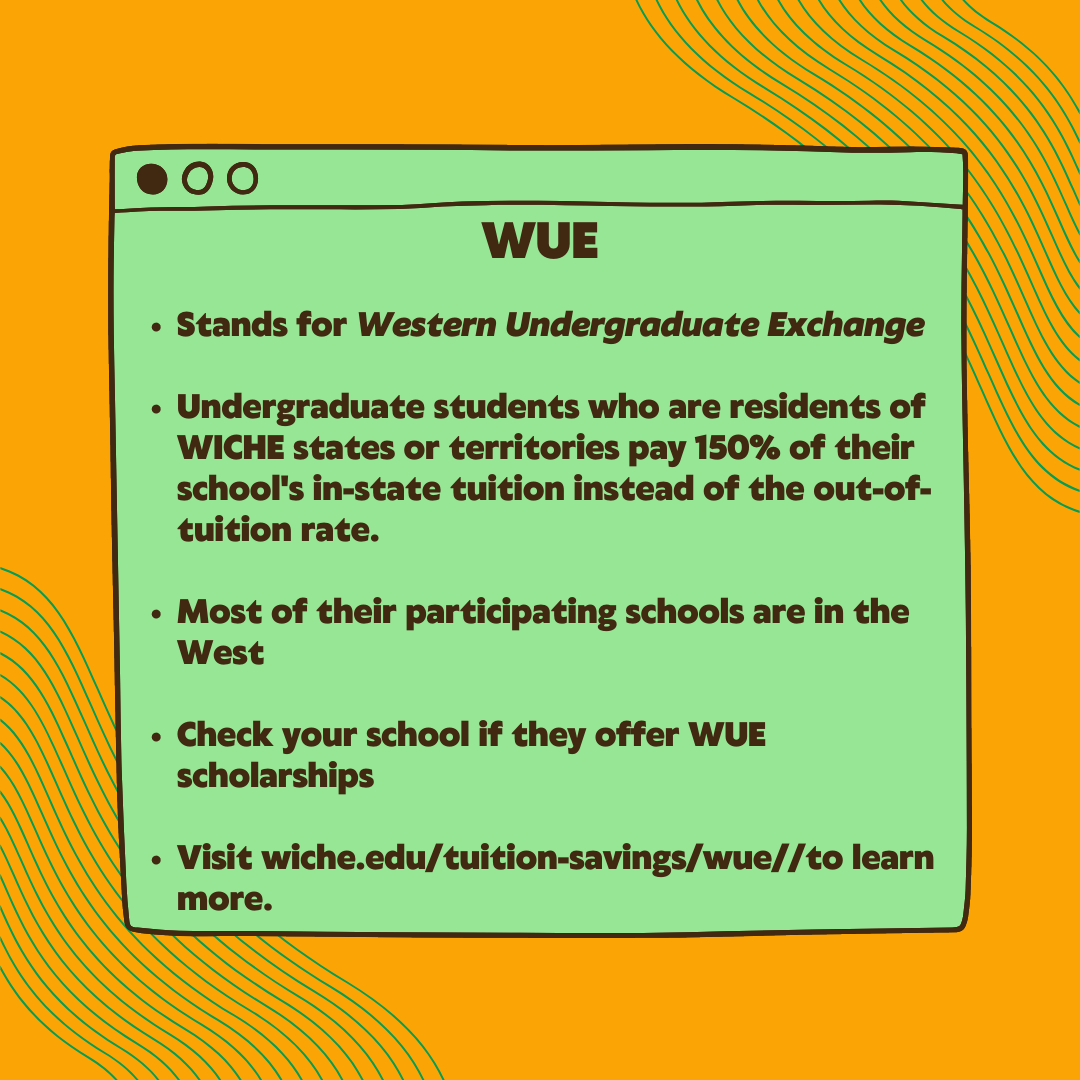 WUE
• Stands for Western Undergraduate Exchange
• Undergraduate students who are residents of
WICHE states or territories pay 150% of their
school's in-state tuition instead of the out-of-
tuition rate.
• Most of their participating schools are in the
West
• Check your school if they offer WUE
scholarships
• Visit wiche.edu/tuition-savings/wue//to learn
more.